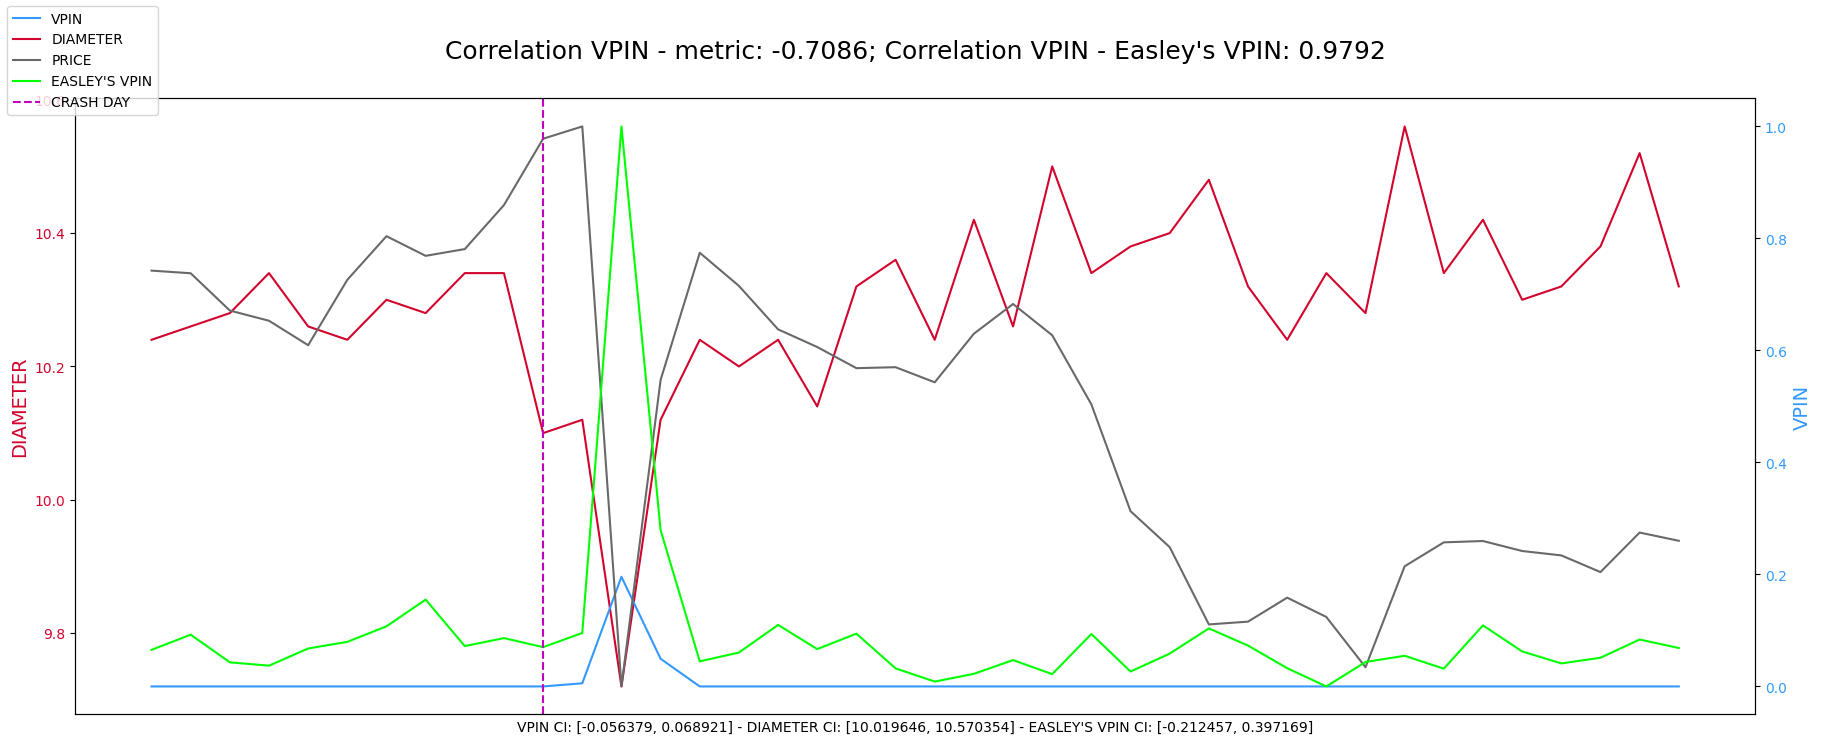 VPIN
DIAMETER
PRICE
EASLEY'S VPIN
CRASH DAY
Correlation VPIN - metric: -0.7086; Correlation VPIN - Easley's VPIN: 0.9792
10.4
10.2
10.0
9.8
DIAMETER
1.0
0.8
0.6
0.4
0.2
0.0
VPIN
VPIN CI: [-0.056379, 0.068921] - DIAMETER CI: [10.019646, 10.570354] - EASLEY'S VPIN CI: [-0.212457, 0.397169]